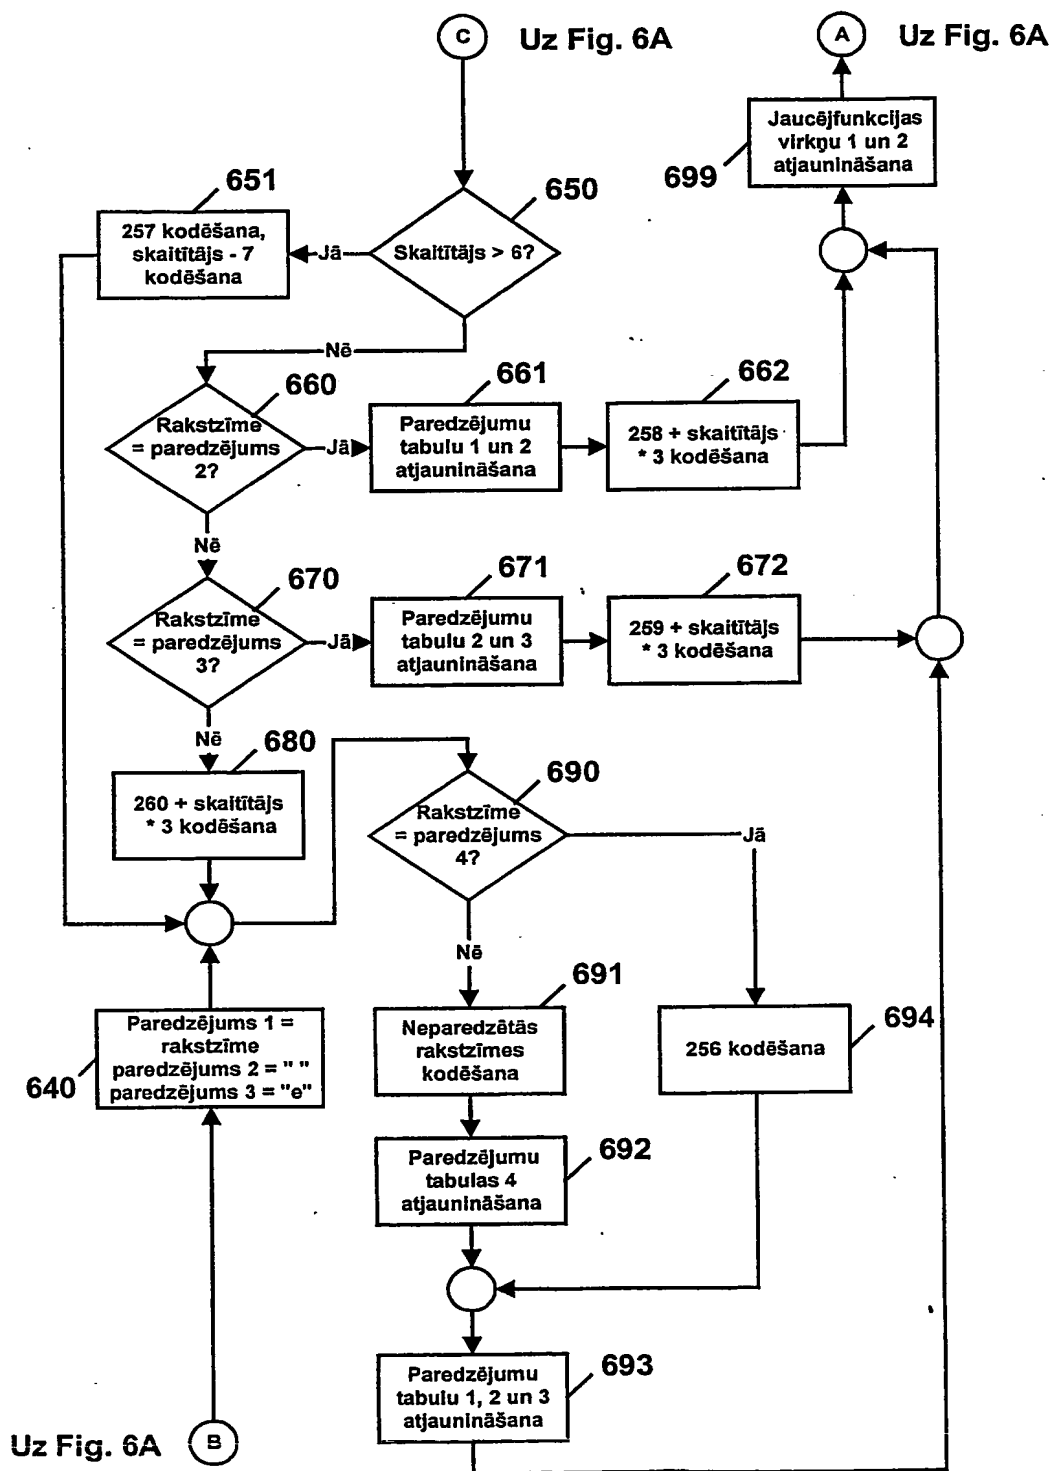 C
Uz Fig. 6A
A
Uz Fig. 6A
Jaucējfunkcijas
virkņu 1 un 2
atjaunināšana
699
651
650
257 kodēšana,
skaitītājs - 7
kodēšana
Jā
Skaitītājs > 6?
Nē
660
Rakstzīme
= paredzējums
2?
Jā
661
Paredzējumu
tabulu 1 un 2
atjaunināšana
662
258 + skaitītājs
* 3 kodēšana
Nē
670
Rakstzīme
= paredzējums
3?
Jā
671
Paredzējumu
tabulu 2 un 3
atjaunināšana
672
259 + skaitītājs
* 3 kodēšana
Nē
680
260 + skaitītājs
* 3 kodēšana
690
Rakstzīme
= paredzējums
4?
Jā
Nē
691
Neparedzētās
rakstzīmes
kodēšana
694
256 kodēšana
640
Paredzējums 1 =
rakstzīme
paredzējums 2 = " "
paredzējums 3 = "e"
692
Paredzējumu
tabulas 4
atjaunināšana
693
Paredzējumu
tabulu 1, 2 un 3
atjaunināšana
Uz Fig. 6A
B